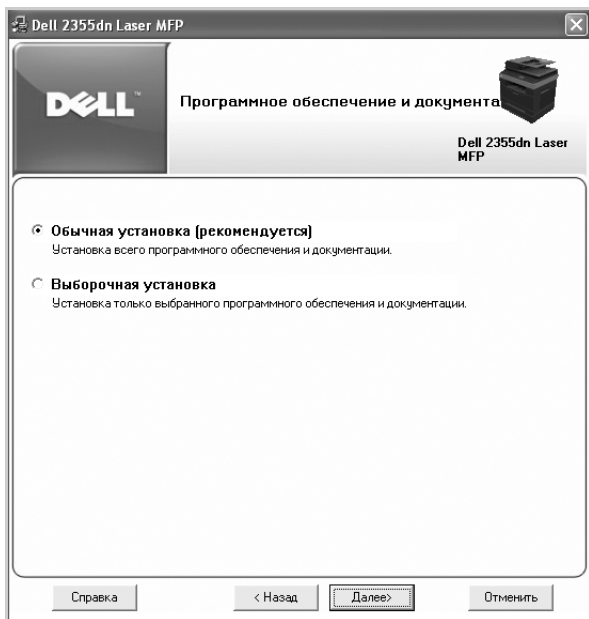 Dell 2355dn Laser MFP
DELL™
Программное обеспечение и документа
Dell 2355dn Laser
MFP
Обычная установка (рекомендуется)
Установка всего программного обеспечения и документации.
Выборочная установка
Установка только выбранного программного обеспечения и документации.
Справка
< Назад
Далее>
Отменить